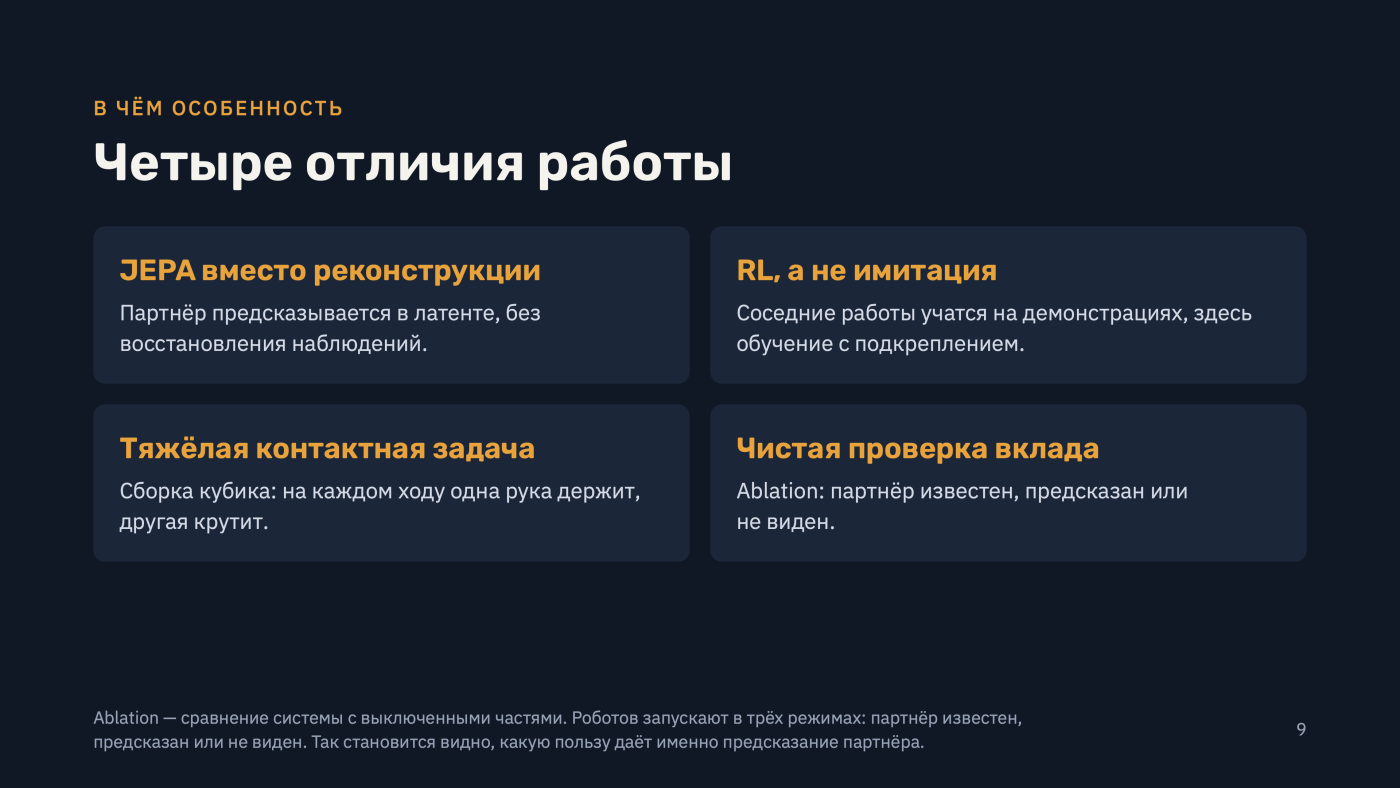 В ЧЁМ ОСОБЕННОСТЬ
Четыре отличия работы
JEPA вместо реконструкции
Партнёр предсказывается в латенте, без
восстановления наблюдений.
RL, а не имитация
Соседние работы учатся на демонстрациях, здесь
обучение с подкреплением.
Тяжёлая контактная задача
Сборка кубика: на каждом ходу одна рука держит,
другая крутит.
Чистая проверка вклада
Ablation: партнёр известен, предсказан или
не виден.
Ablation — сравнение системы с выключенными частями. Роботов запускают в трёх режимах: партнёр известен,
предсказан или не виден. Так становится видно, какую пользу даёт именно предсказание партнёра.
9